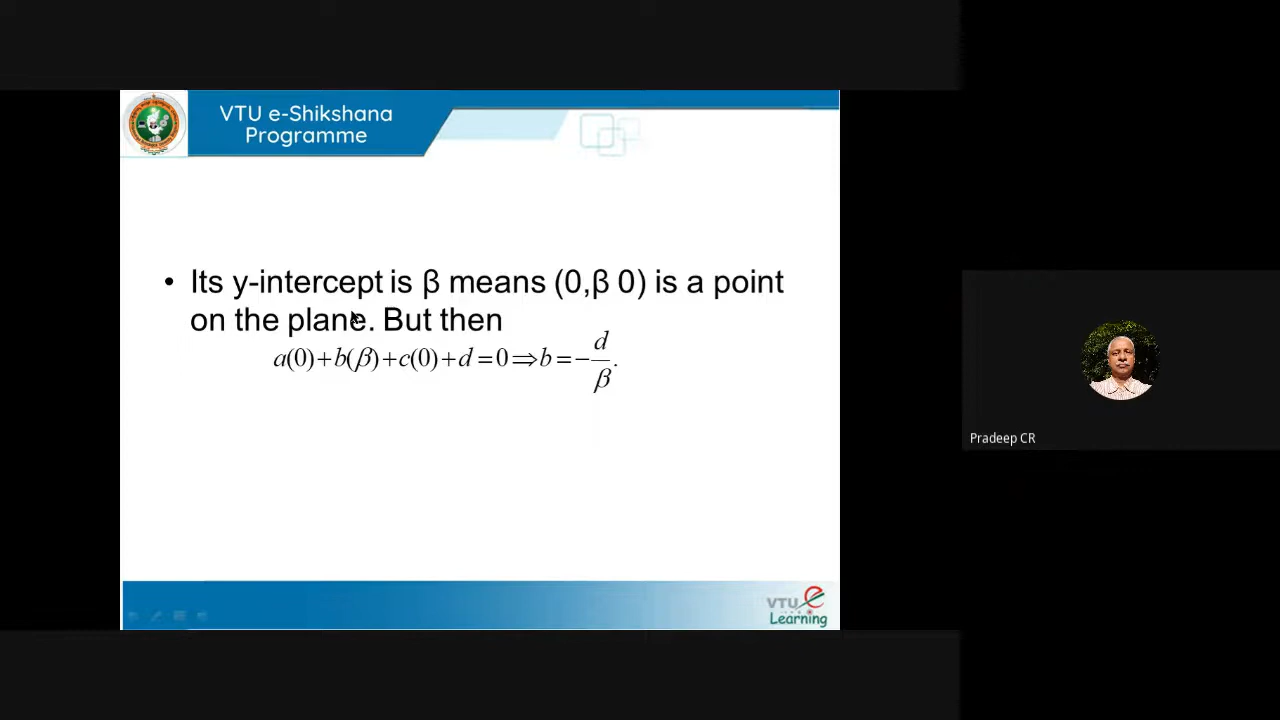 VTU e-Shikshana
Programme
• Its y-intercept is β means (0,β 0) is a point
on the plane. But then
a(0)+b(β)+c(0)+d=0⇒b=−d/β.
Pradeep CR
VTU e
Learning